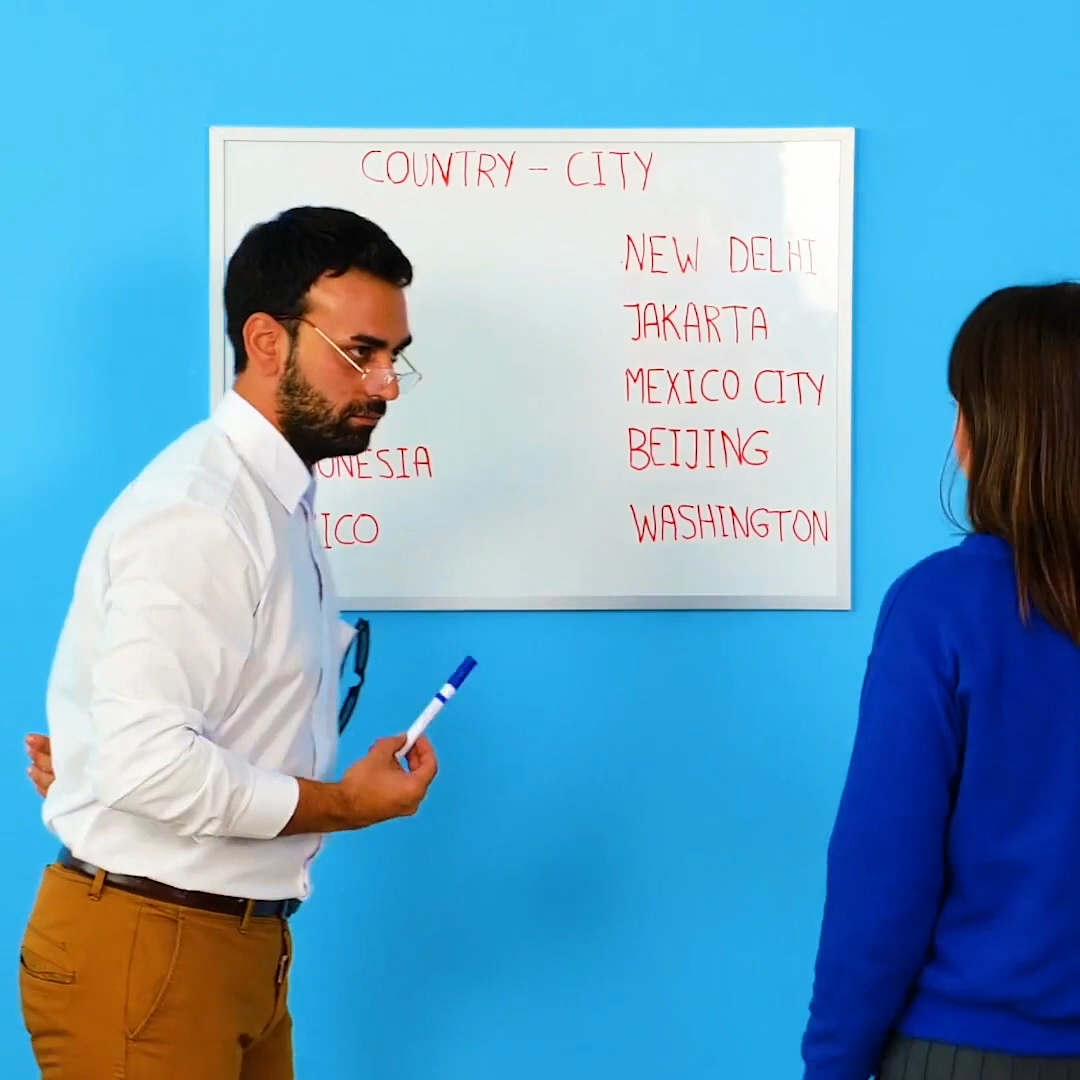 COUNTRY - CITY
NEW DELHI
JAKARTA
MEXICO CITY
ONESIA BEIJING
ICO WASHINGTON